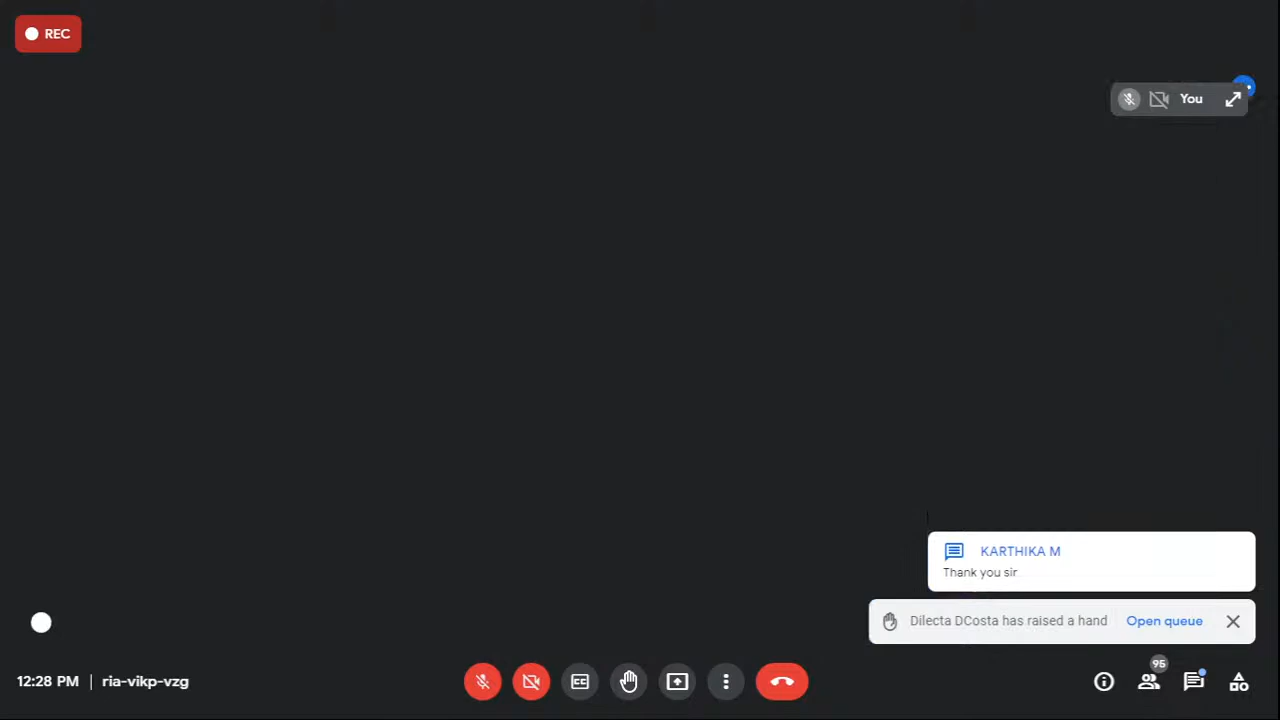 REC
You
KARTHIKA M
Thank you sir
Dilecta DCosta has raised a hand Open queue
12:28 PM | ria-vikp-vzg
CC
95